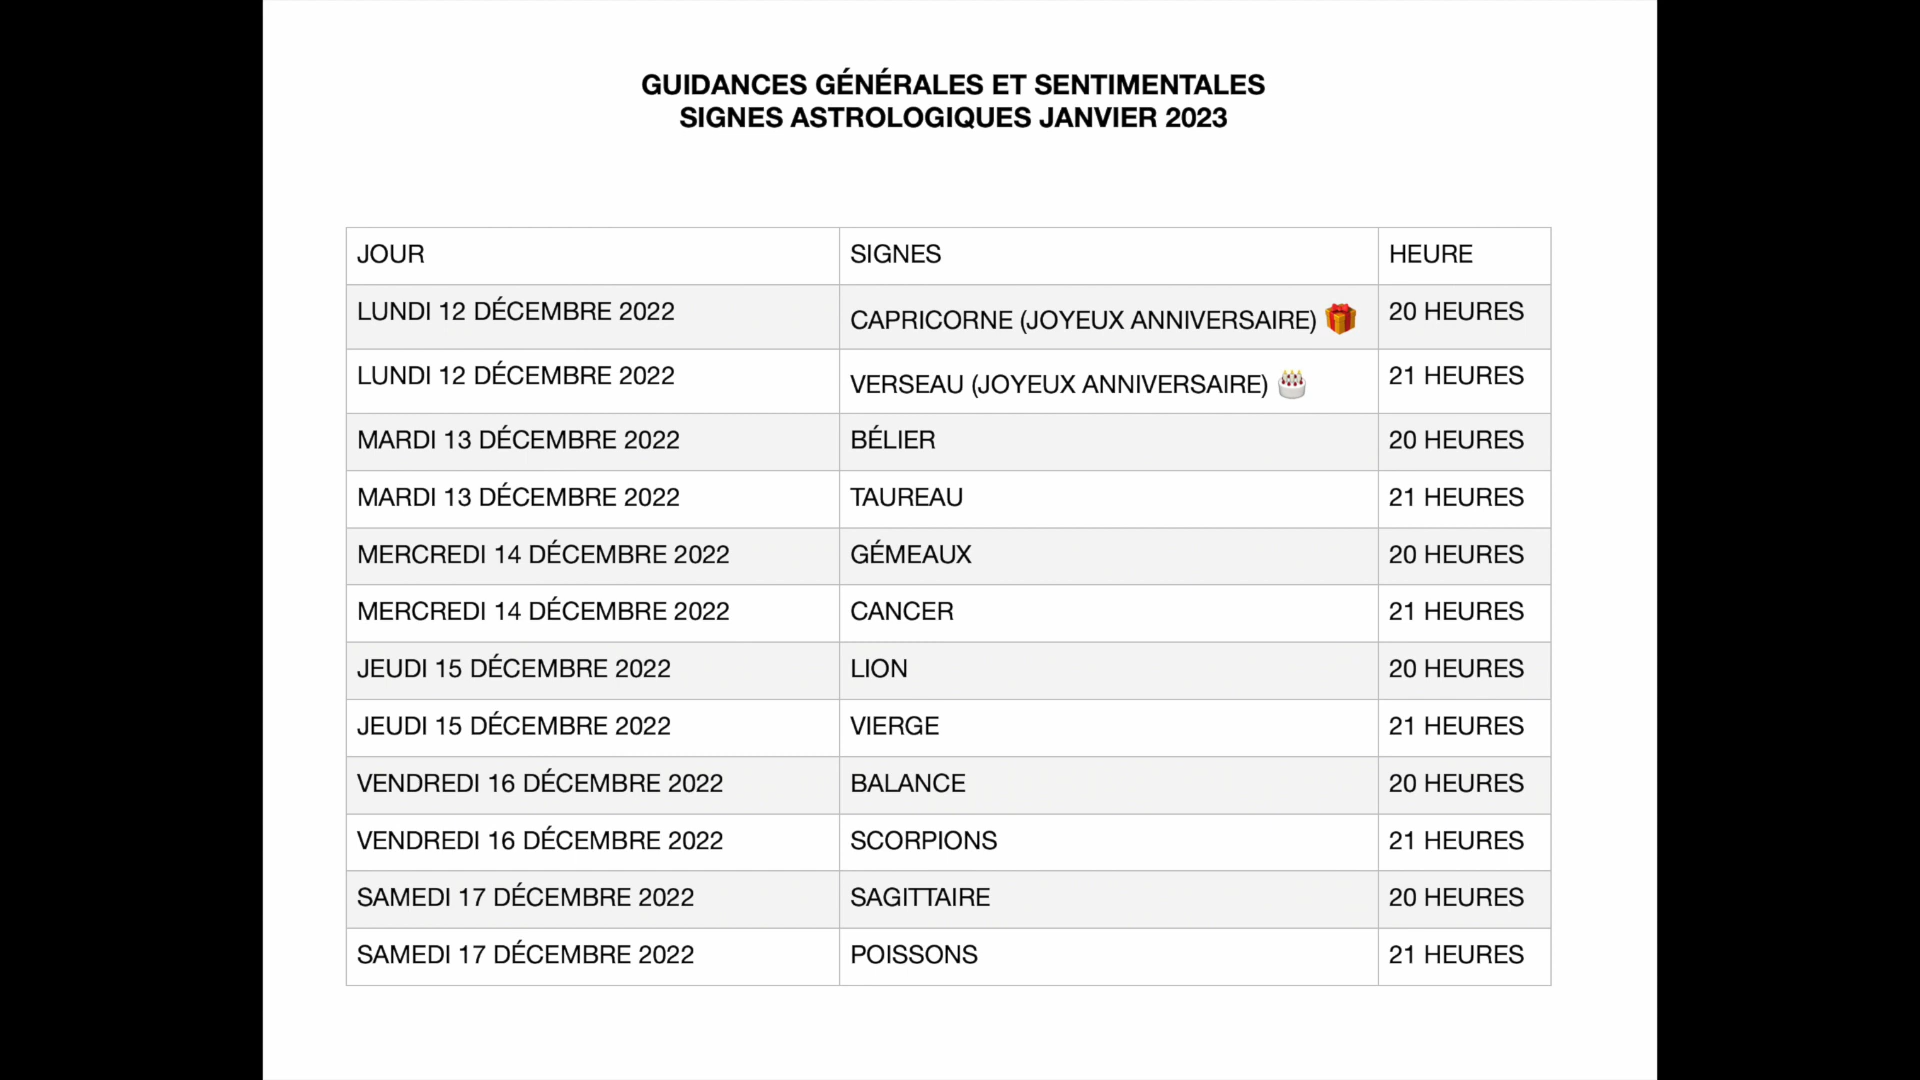 GUIDANCES GÉNÉRALES ET SENTIMENTALES
SIGNES ASTROLOGIQUES JANVIER 2023
JOUR SIGNES HEURE
LUNDI 12 DÉCEMBRE 2022 CAPRICORNE (JOYEUX ANNIVERSAIRE) 🎁 20 HEURES
LUNDI 12 DÉCEMBRE 2022 VERSEAU (JOYEUX ANNIVERSAIRE) 🎂 21 HEURES
MARDI 13 DÉCEMBRE 2022 BÉLIER 20 HEURES
MARDI 13 DÉCEMBRE 2022 TAUREAU 21 HEURES
MERCREDI 14 DÉCEMBRE 2022 GÉMEAUX 20 HEURES
MERCREDI 14 DÉCEMBRE 2022 CANCER 21 HEURES
JEUDI 15 DÉCEMBRE 2022 LION 20 HEURES
JEUDI 15 DÉCEMBRE 2022 VIERGE 21 HEURES
VENDREDI 16 DÉCEMBRE 2022 BALANCE 20 HEURES
VENDREDI 16 DÉCEMBRE 2022 SCORPIONS 21 HEURES
SAMEDI 17 DÉCEMBRE 2022 SAGITTAIRE 20 HEURES
SAMEDI 17 DÉCEMBRE 2022 POISSONS 21 HEURES